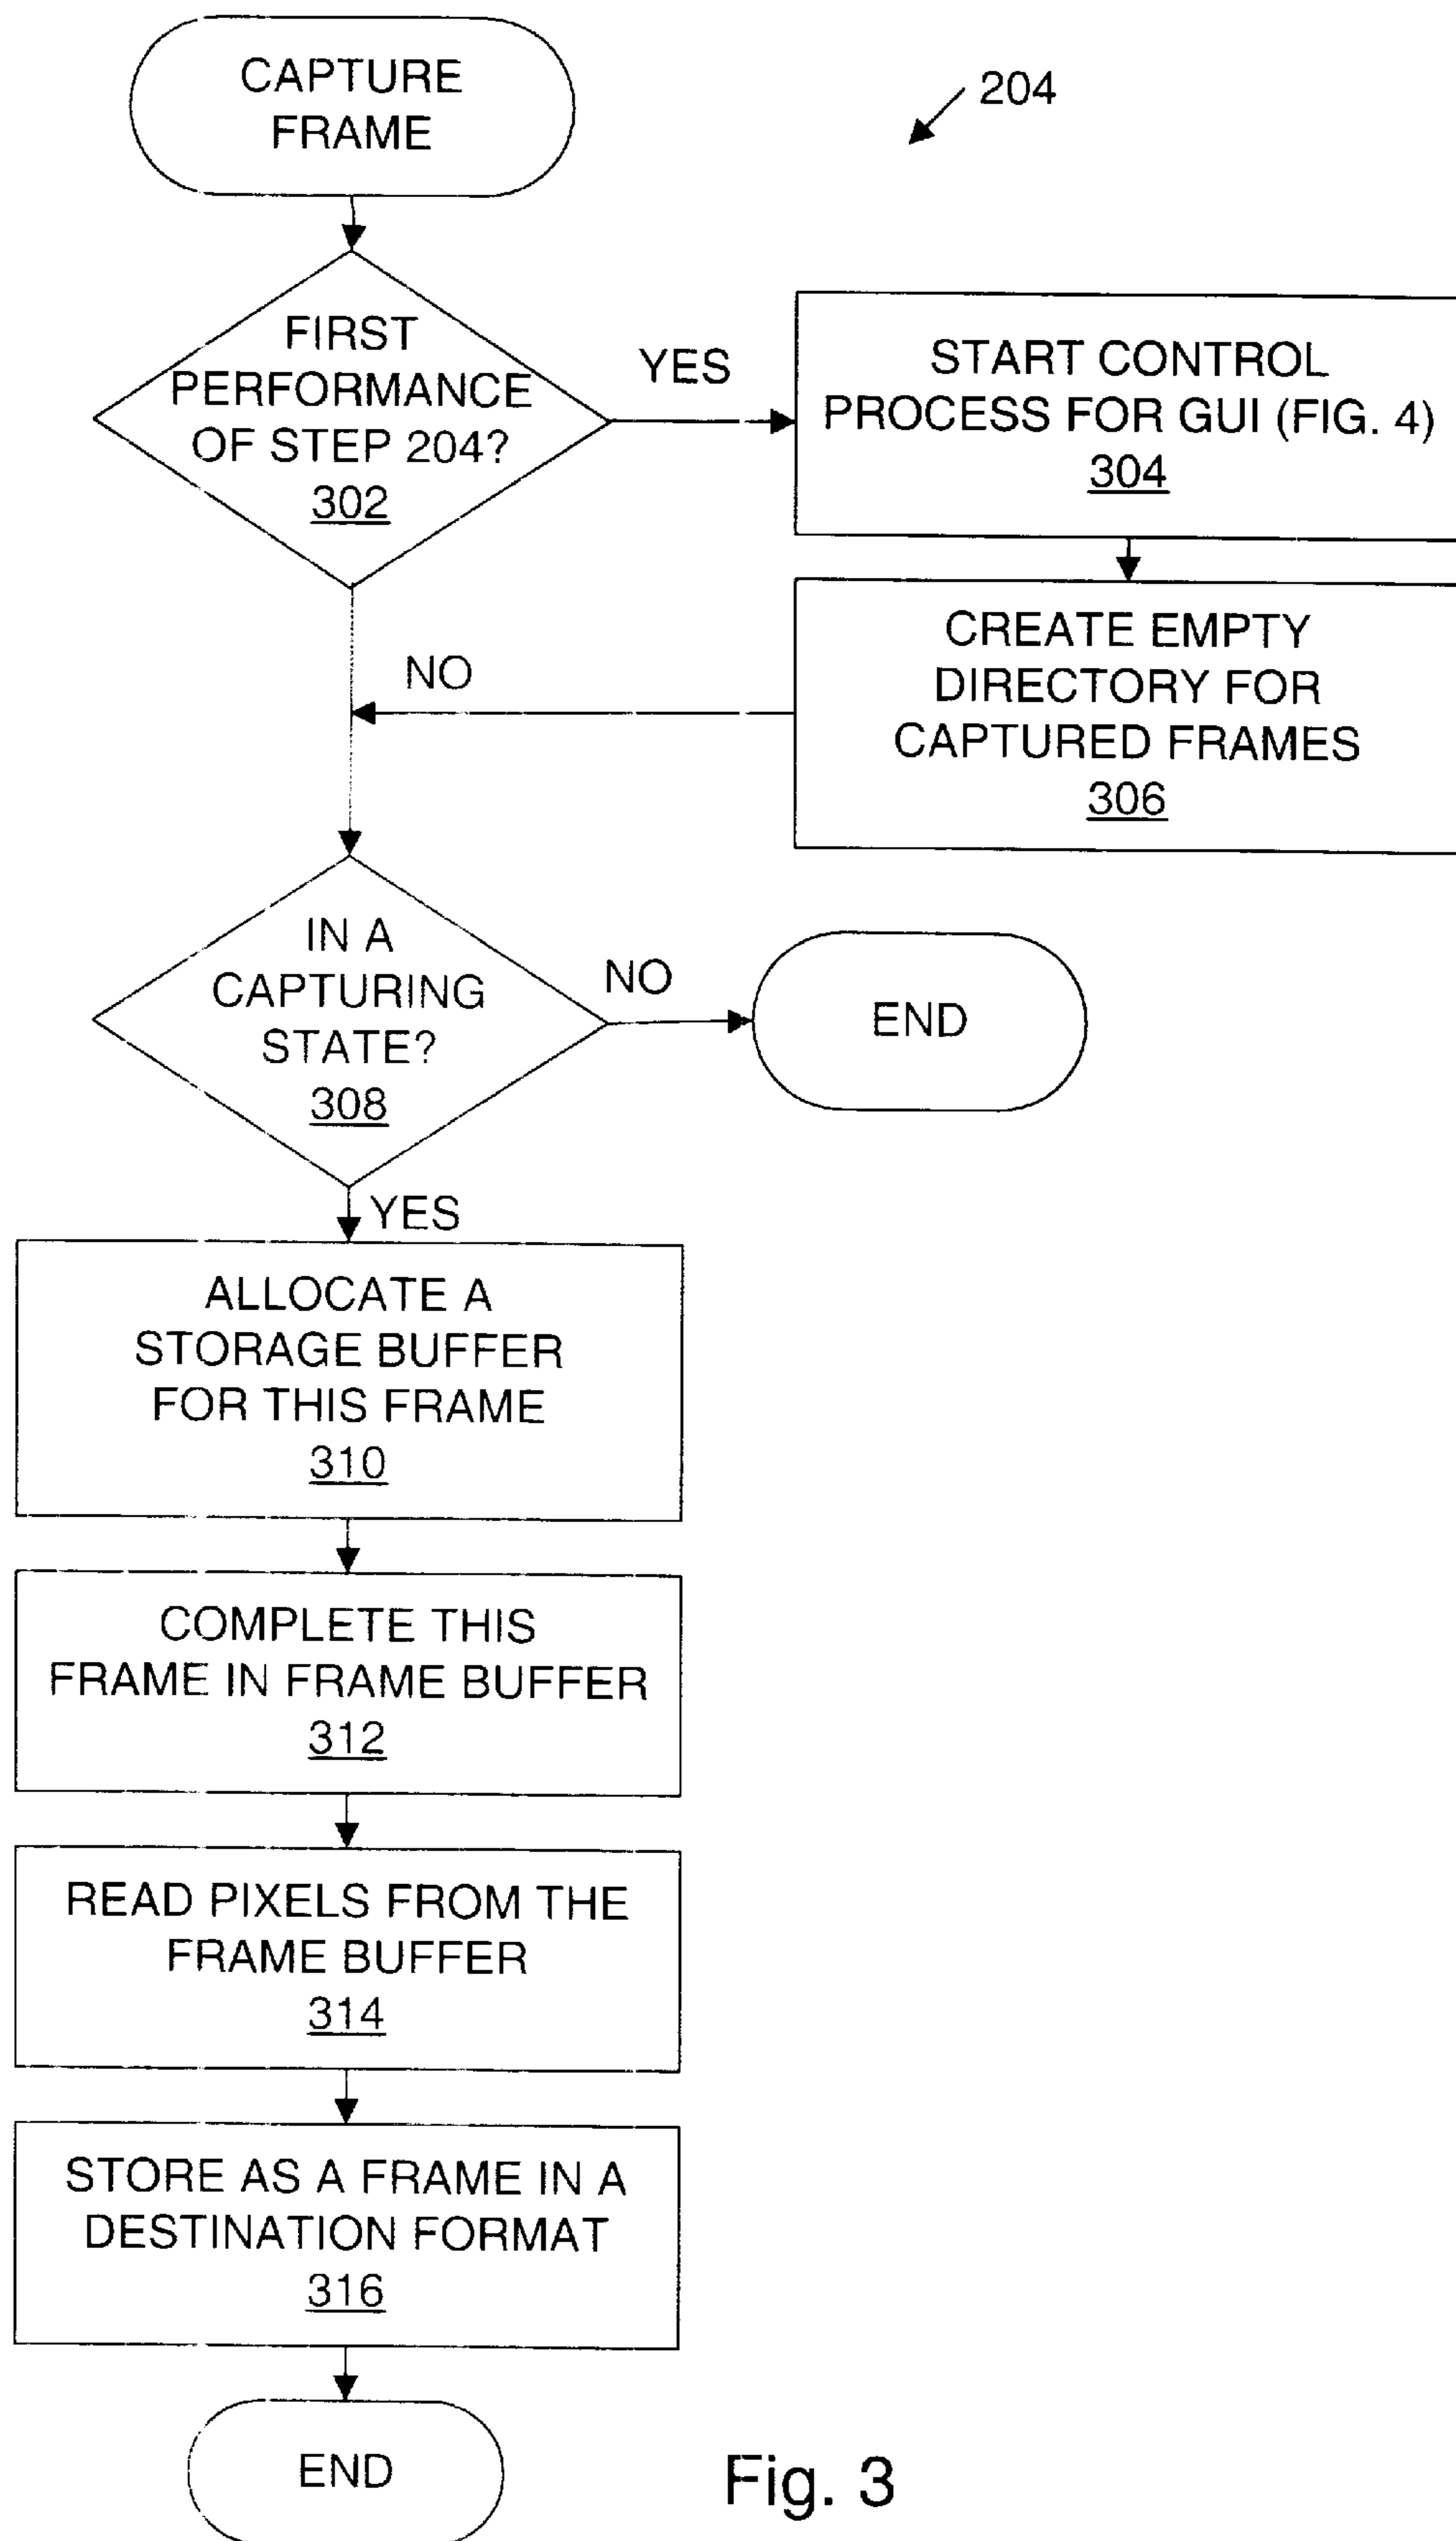 CAPTURE
FRAME
204
FIRST
PERFORMANCE
OF STEP 204?
302
YES
START CONTROL
PROCESS FOR GUI (FIG. 4)
304
CREATE EMPTY
DIRECTORY FOR
CAPTURED FRAMES
306
NO
IN A
CAPTURING
STATE?
308
NO
END
YES
ALLOCATE A
STORAGE BUFFER
FOR THIS FRAME
310
COMPLETE THIS
FRAME IN FRAME BUFFER
312
READ PIXELS FROM THE
FRAME BUFFER
314
STORE AS A FRAME IN A
DESTINATION FORMAT
316
END
Fig. 3